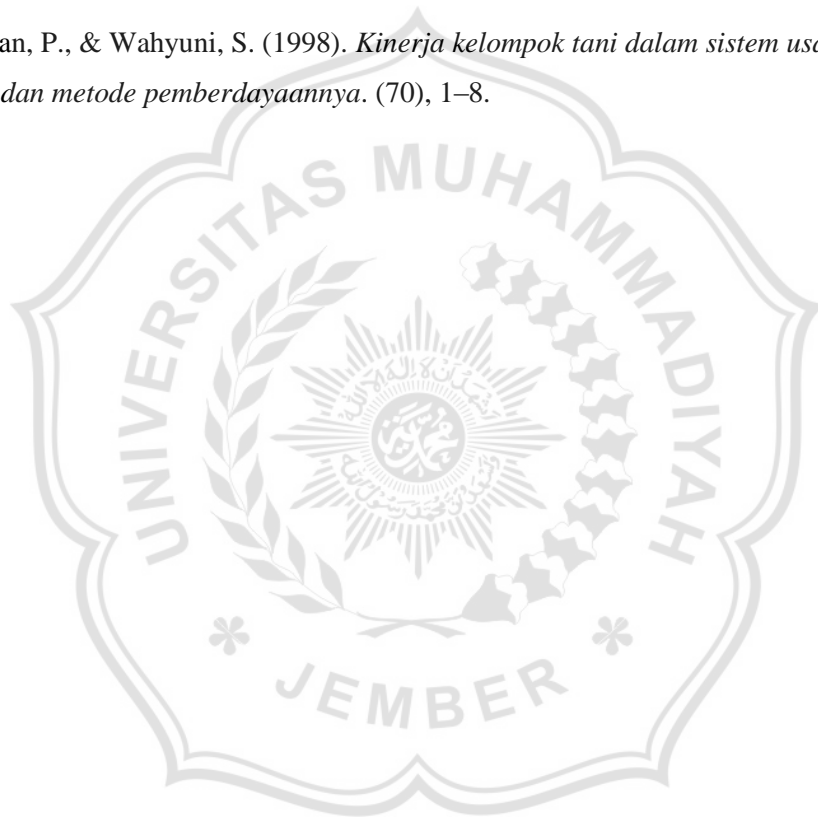 an, P., & Wahyuni, S. (1998). Kinerja kelompok tani dalam sistem usa
dan metode pemberdayaannya. (70), 1–8.
UNIVERSITAS MUHAMMADIYAH
JEMBER